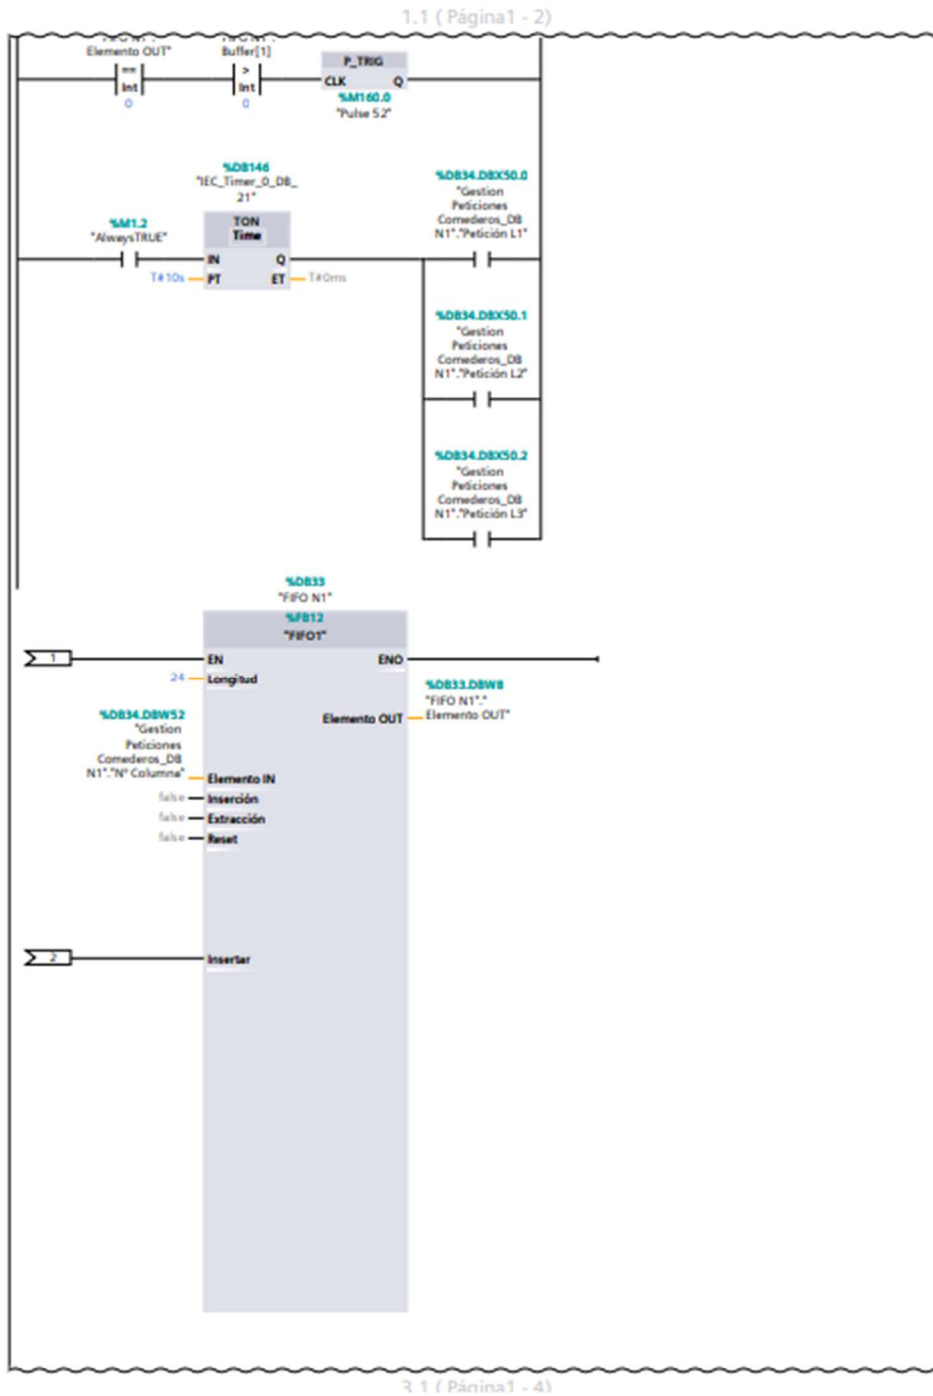 1.1 ( Página1 - 2)
Elemento OUT"
==
Int
0
Buffer[1]
>
Int
0
P_TRIG
CLK Q
%M160.0
"Pulse 52"
%DB146
"IEC_Timer_0_DB_
21"
%M1.2
"AlwaysTRUE"
TON
Time
IN Q
T#10s PT ET T#0ms
%DB34.DBX50.0
"Gestion
Peticiones
Comederos_DB
N1"."Petición L1"
%DB34.DBX50.1
"Gestion
Peticiones
Comederos_DB
N1"."Petición L2"
%DB34.DBX50.2
"Gestion
Peticiones
Comederos_DB
N1"."Petición L3"
%DB33
"FIFO N1"
%FB12
"FIFO1"
1 EN ENO
24 Longitud
%DB33.DBW8
"FIFO N1"."
Elemento OUT Elemento OUT"
%DB34.DBW52
"Gestion
Peticiones
Comederos_DB
N1"."Nº Columna" Elemento IN
false Inserción
false Extracción
false Reset
2 Insertar
3.1 ( Página1 - 4)